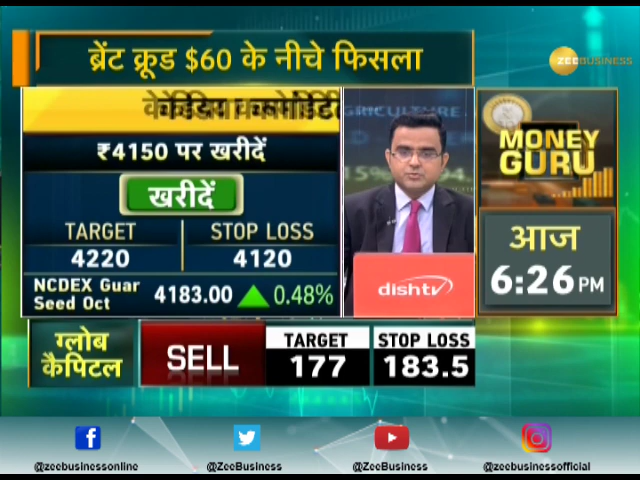 ब्रेंट क्रूड $60 के नीचे फिसला
ZEEBUSINESS
AGRICULTURE
₹4150 पर खरीदें
खरीदें
TARGET
STOP LOSS
4220
4120
NCDEX Guar
Seed Oct
4183.00
0.48%
dishtv
MONEY
GURU
आज
6:26 PM
ग्लोब
कैपिटल
SELL
TARGET
177
STOP LOSS
183.5
@zeebusinessonline
@ZeeBusiness
@ZeeBusiness
@zeebusinessofficial